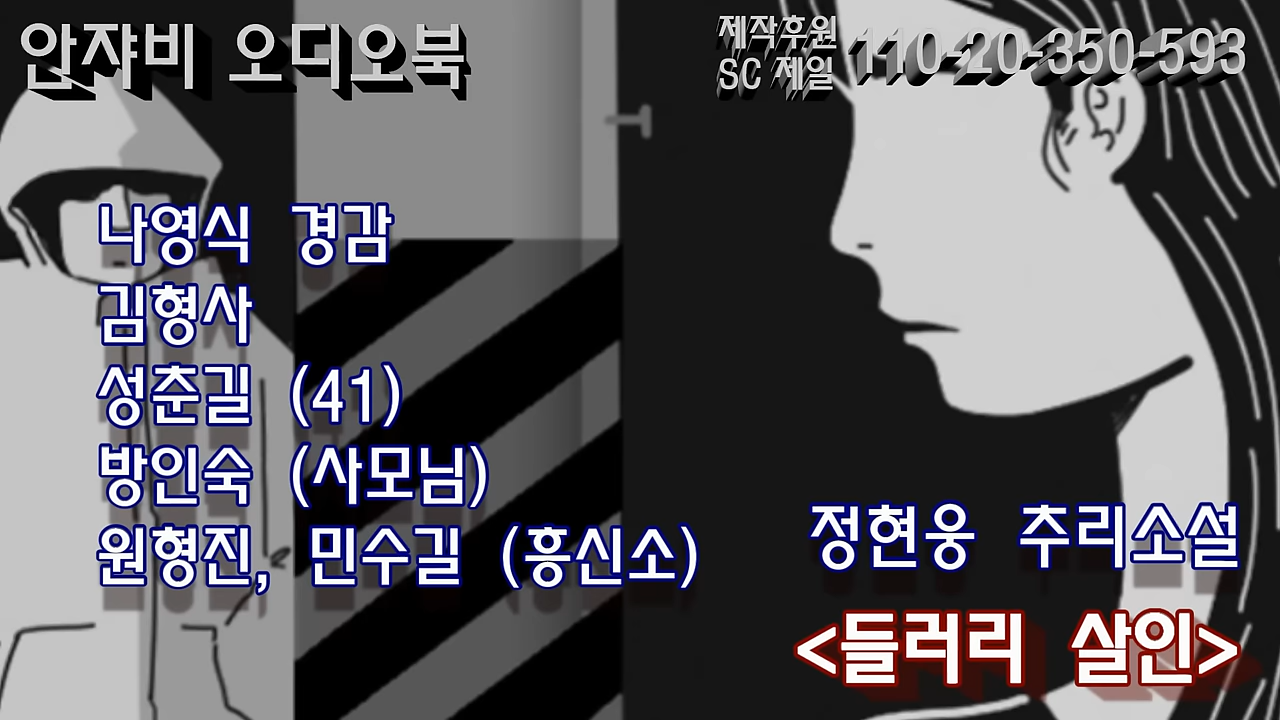 안쟈비 오디오북
제작후원
SC 제일
110-20-350-593
나영식 경감
김형사
성춘길 (41)
방인숙 (사모님)
원형진, 민수길 (흥신소)
정현웅 추리소설
<들러리 살인>